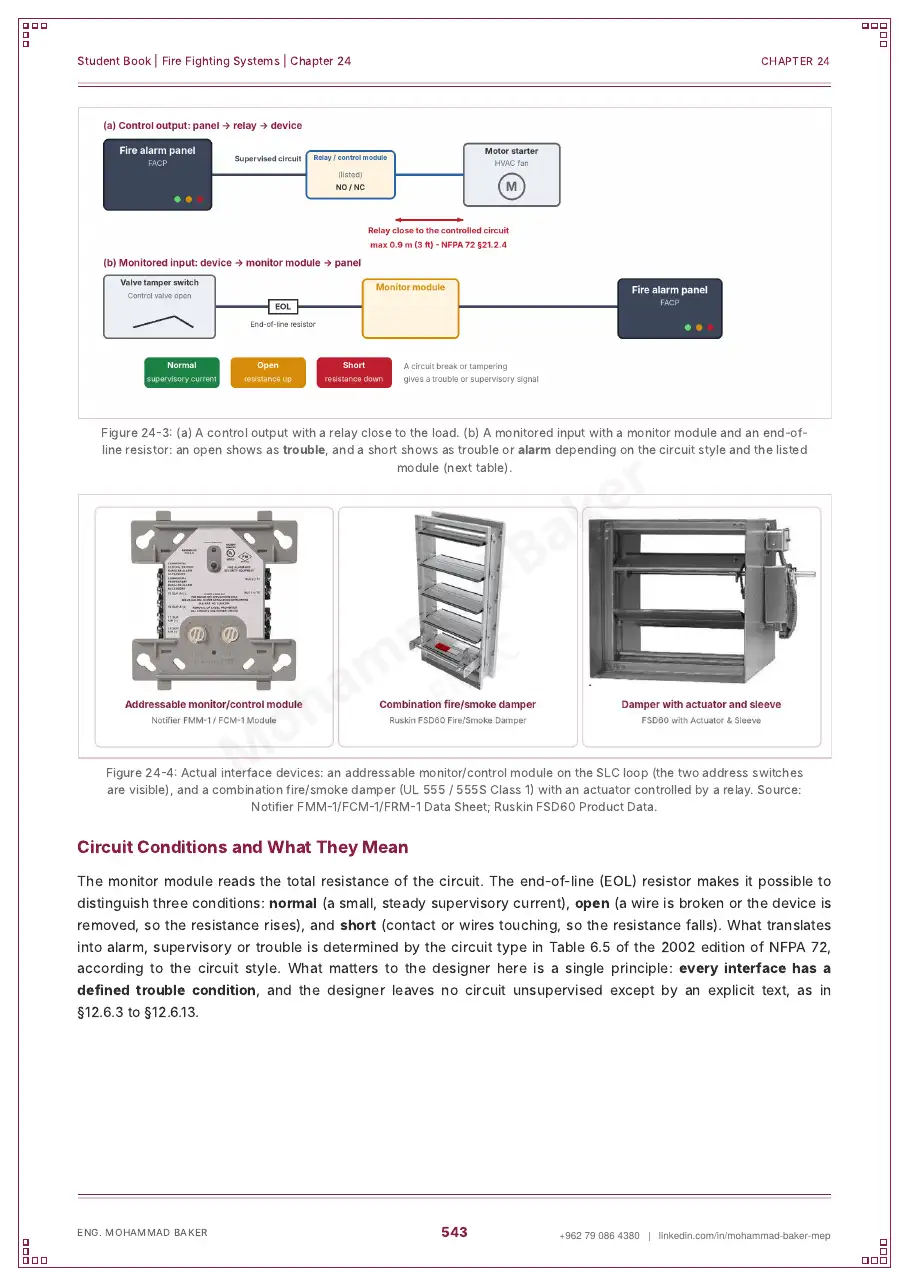 Student Book | Fire Fighting Systems | Chapter 24
CHAPTER 24
(a) Control output: panel → relay → device
Fire alarm panel
FACP
Supervised circuit
Relay / control module
(listed)
NO / NC
Motor starter
HVAC fan
M
Relay close to the controlled circuit
max 0.9 m (3 ft) - NFPA 72 §21.2.4
(b) Monitored input: device → monitor module → panel
Valve tamper switch
Control valve open
EOL
End-of-line resistor
Monitor module
Fire alarm panel
FACP
Normal
supervisory current
Open
resistance up
Short
resistance down
A circuit break or tampering
gives a trouble or supervisory signal
Figure 24-3: (a) A control output with a relay close to the load. (b) A monitored input with a monitor module and an end-of-
line resistor: an open shows as trouble, and a short shows as trouble or alarm depending on the circuit style and the listed
module (next table).
Addressable monitor/control module
Notifier FMM-1 / FCM-1 Module
Combination fire/smoke damper
Ruskin FSD60 Fire/Smoke Damper
Damper with actuator and sleeve
FSD60 with Actuator & Sleeve
Figure 24-4: Actual interface devices: an addressable monitor/control module on the SLC loop (the two address switches
are visible), and a combination fire/smoke damper (UL 555 / 555S Class 1) with an actuator controlled by a relay. Source:
Notifier FMM-1/FCM-1/FRM-1 Data Sheet; Ruskin FSD60 Product Data.
Circuit Conditions and What They Mean
The monitor module reads the total resistance of the circuit. The end-of-line (EOL) resistor makes it possible to
distinguish three conditions: normal (a small, steady supervisory current), open (a wire is broken or the device is
removed, so the resistance rises), and short (contact or wires touching, so the resistance falls). What translates
into alarm, supervisory or trouble is determined by the circuit type in Table 6.5 of the 2002 edition of NFPA 72,
according to the circuit style. What matters to the designer here is a single principle: every interface has a
defined trouble condition, and the designer leaves no circuit unsupervised except by an explicit text, as in
§12.6.3 to §12.6.13.
ENG. MOHAMMAD BAKER
543
+962 79 086 4380 | linkedin.com/in/mohammad-baker-mep